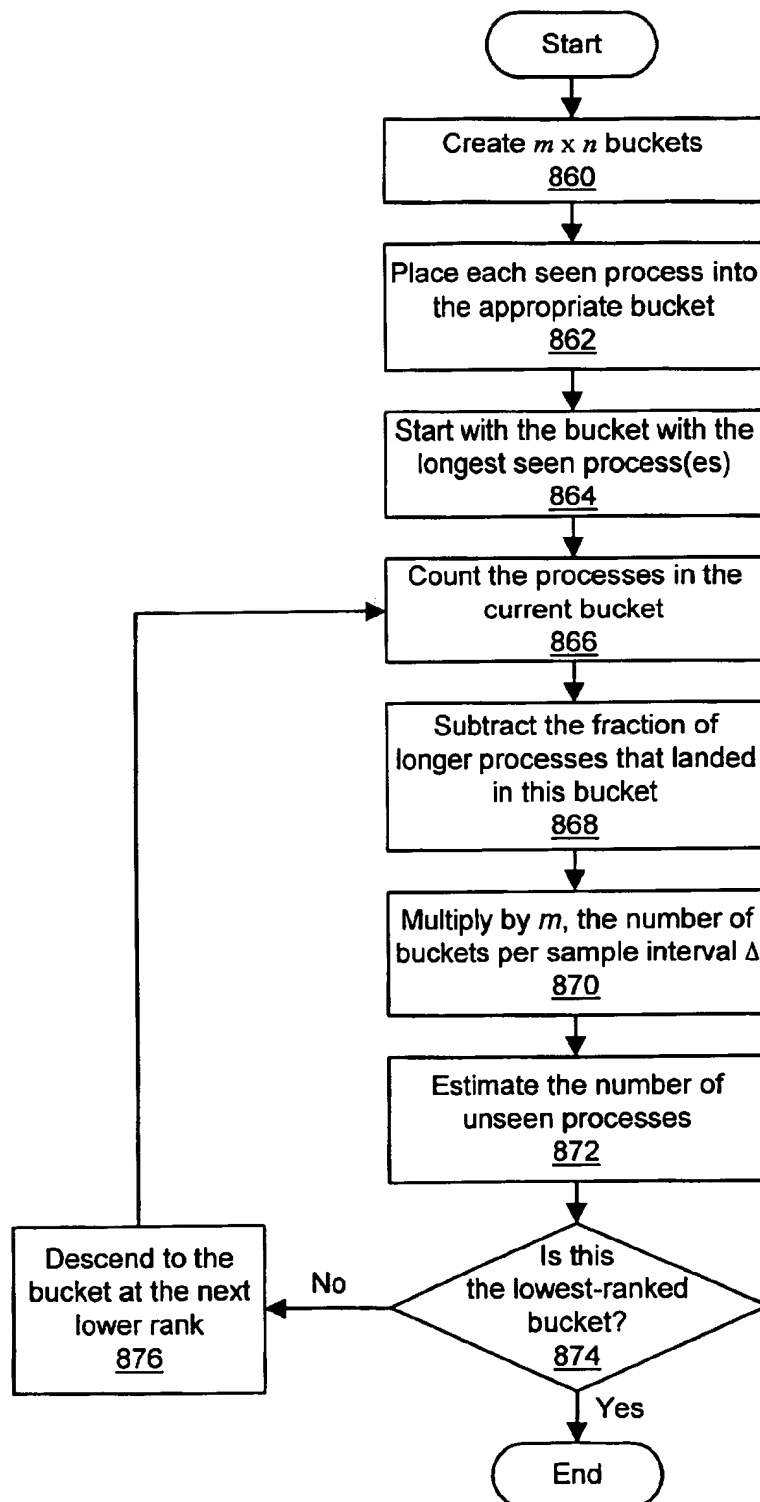 Start
Create m x n buckets
860
Place each seen process into
the appropriate bucket
862
Start with the bucket with the
longest seen process(es)
864
Count the processes in the
current bucket
866
Subtract the fraction of
longer processes that landed
in this bucket
868
Multiply by m, the number of
buckets per sample interval Δ
870
Estimate the number of
unseen processes
872
Is this
the lowest-ranked
bucket?
874
No
Descend to the
bucket at the next
lower rank
876
Yes
End